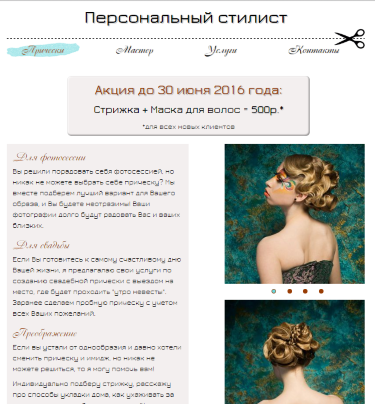 Персональный стилист
Прически Мастер Услуги Контакты
Акция до 30 июня 2016 года:
Стрижка + Маска для волос = 500р.*
*для всех новых клиентов
Для фотосессии
Вы решили порадовать себя фотосессией, но
никак не можете выбрать себе прическу? Мы
вместе подберем лучший вариант для Вашего
образа, и Вы будете неотразимы! Ваши
фотографии долго будут радовать Вас и ваших
близких.
Для свадьбы
Если Вы готовитесь к самому счастливому дню
Вашей жизни, я предлагаю свои услуги по
созданию свадебной прически с выездом на
место, где будет проходить "утро невесты".
Заранее сделаем пробную прическу с учетом
всех Ваших пожеланий.
Преображение
Если вы устали от однообразия и давно хотели
сменить прическу и имидж, но никак не
можете решиться, то я могу помочь вам!
Индивидуально подберу стрижку, расскажу
про способы укладки дома, как ухаживать за